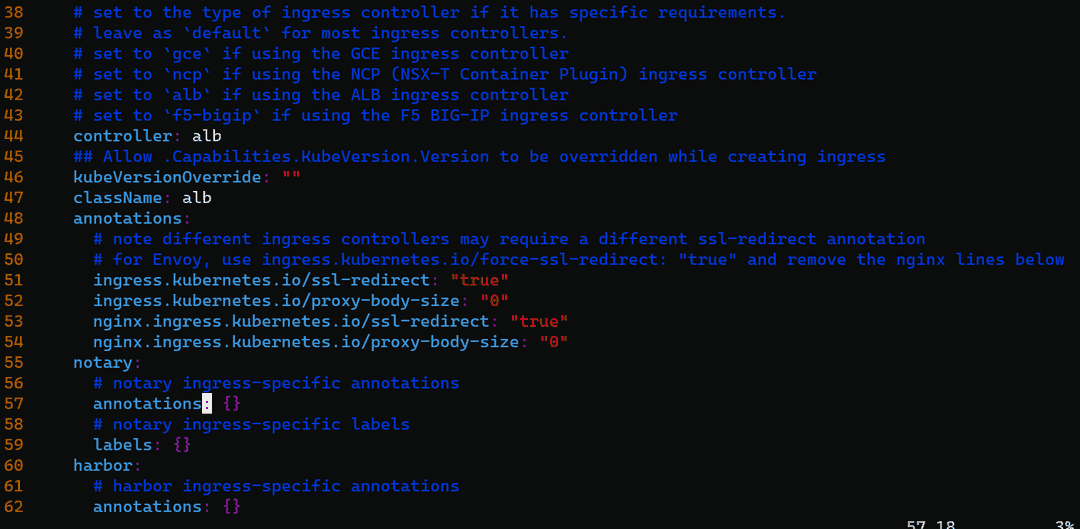 38 # set to the type of ingress controller if it has specific requirements.
39 # leave as `default` for most ingress controllers.
40 # set to `gce` if using the GCE ingress controller
41 # set to `ncp` if using the NCP (NSX-T Container Plugin) ingress controller
42 # set to `alb` if using the ALB ingress controller
43 # set to `f5-bigip` if using the F5 BIG-IP ingress controller
44 controller: alb
45 ## Allow .Capabilities.KubeVersion.Version to be overridden while creating ingress
46 kubeVersionOverride: ""
47 className: alb
48 annotations:
49 # note different ingress controllers may require a different ssl-redirect annotation
50 # for Envoy, use ingress.kubernetes.io/force-ssl-redirect: "true" and remove the nginx lines below
51 ingress.kubernetes.io/ssl-redirect: "true"
52 ingress.kubernetes.io/proxy-body-size: "0"
53 nginx.ingress.kubernetes.io/ssl-redirect: "true"
54 nginx.ingress.kubernetes.io/proxy-body-size: "0"
55 notary:
56 # notary ingress-specific annotations
57 annotations: {}
58 # notary ingress-specific labels
59 labels: {}
60 harbor:
61 # harbor ingress-specific annotations
62 annotations: {}
57,18 3%